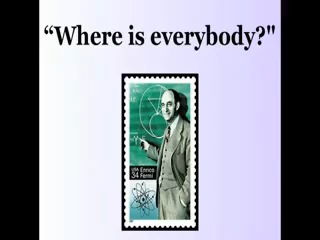 “Where is everybody?"
USA Enrico
34 Fermi